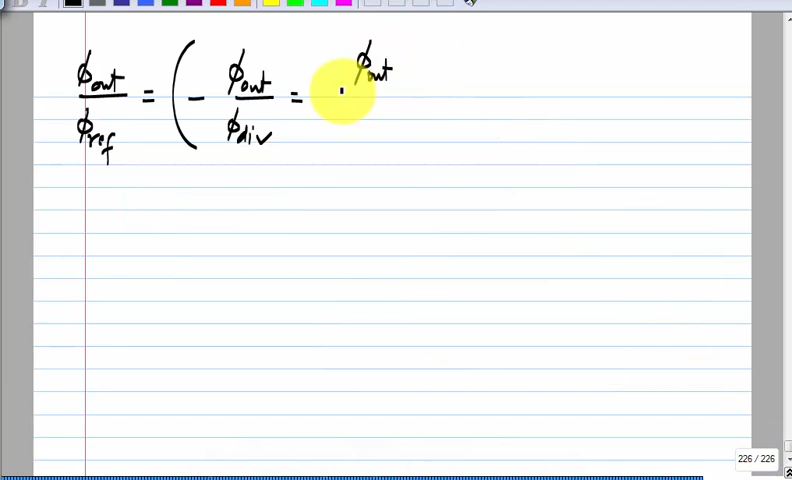 ϕout/ϕref = ( − ϕout/ϕdiv = ϕout
226 / 226